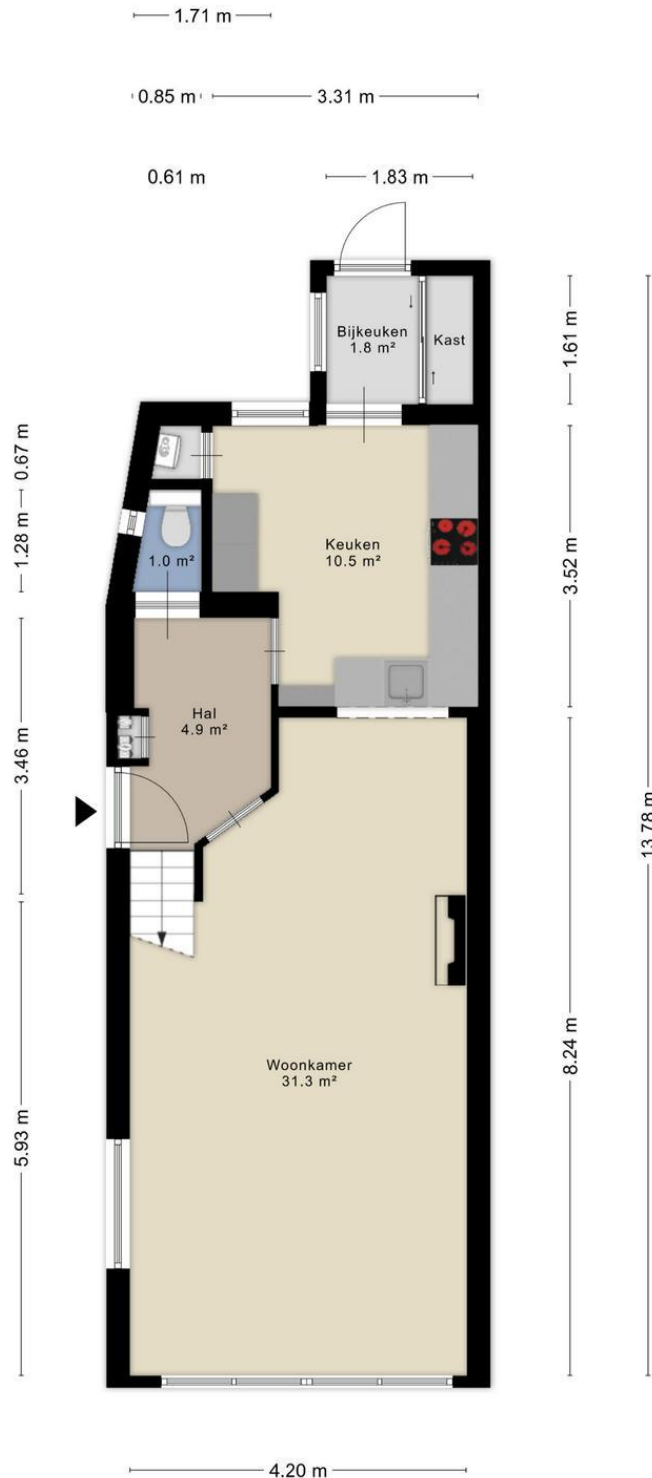 1.71 m
0.85 m
3.31 m
0.61 m
1.83 m
Bijkeuken
1.8 m²
Kast
1.61 m
0.67 m
1.28 m
1.0 m²
Keuken
10.5 m²
3.52 m
Hal
4.9 m²
3.46 m
13.78 m
Woonkamer
31.3 m²
8.24 m
5.93 m
4.20 m